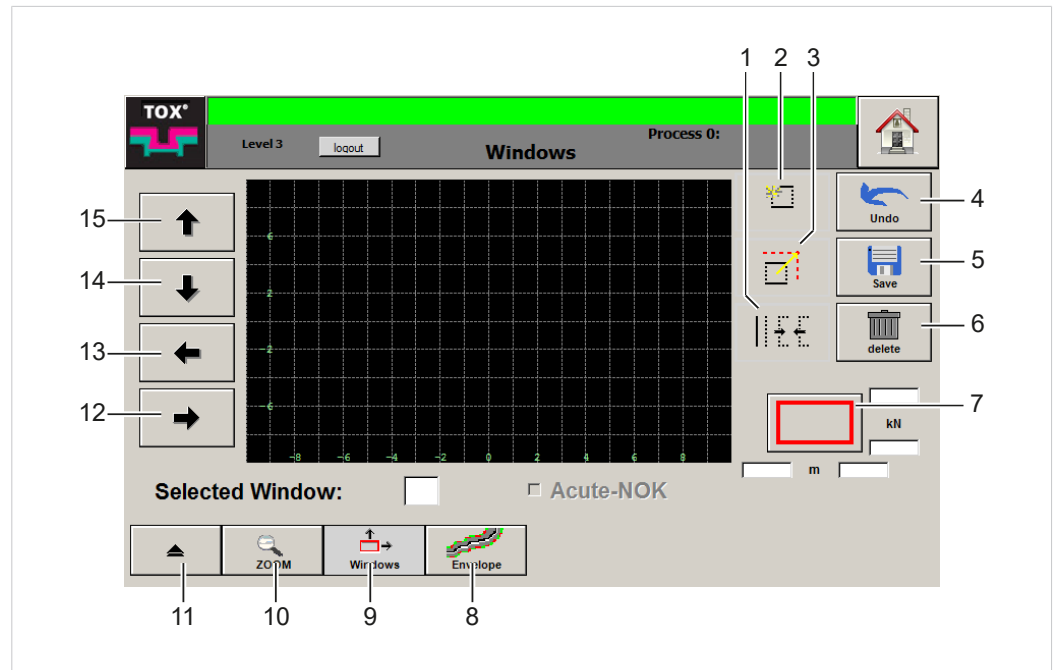 1 2 3
TOX®
Level 3 logout Windows Process 0:
15
14
13
12
6
2
-2
-6
-8 -6 -4 -2 0 2 4 6 8
Undo 4
Save 5
delete 6
7
kN
m
Selected Window: Acute-NOK
ZOOM Windows Envelope
11 10 9 8